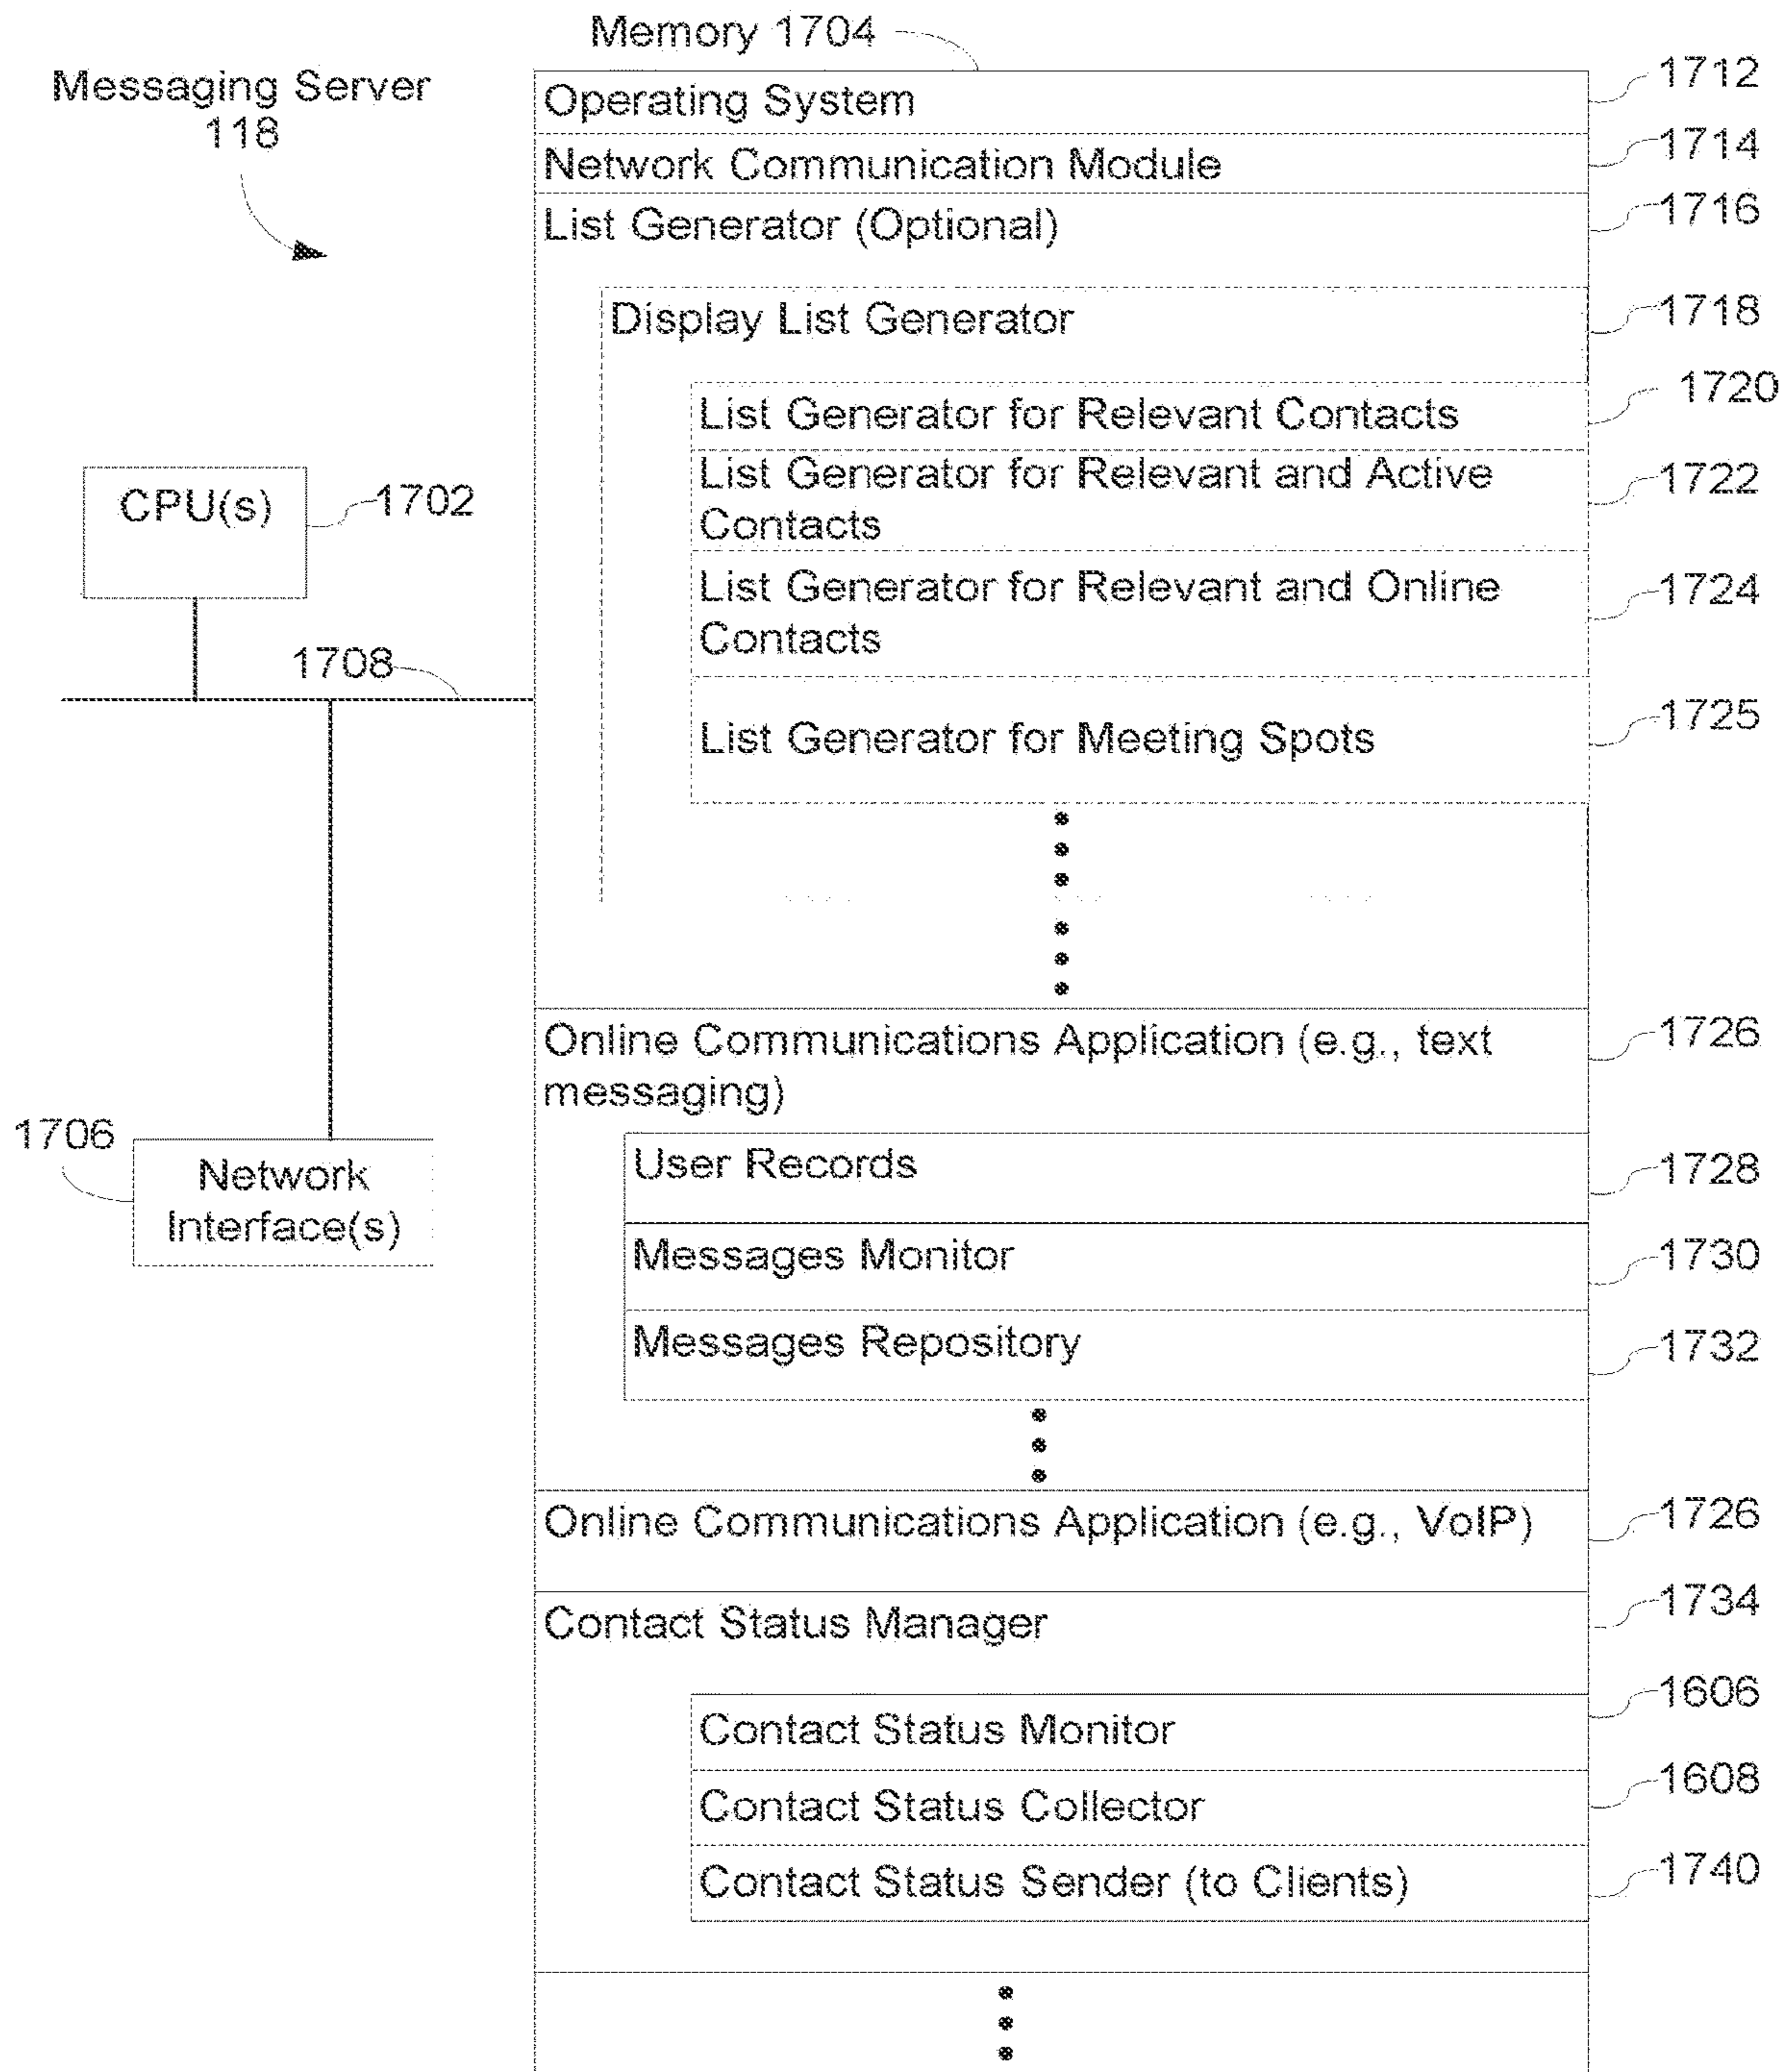 Memory 1704
Messaging Server
118
Operating System
1712
Network Communication Module
1714
List Generator (Optional)
1716
Display List Generator
1718
List Generator for Relevant Contacts
1720
List Generator for Relevant and Active
Contacts
1722
List Generator for Relevant and Online
Contacts
1724
List Generator for Meeting Spots
1725
CPU(s)
1702
1708
1706
Network
Interface(s)
Online Communications Application (e.g., text
messaging)
1726
User Records
1728
Messages Monitor
1730
Messages Repository
1732
Online Communications Application (e.g., VoIP)
1726
Contact Status Manager
1734
Contact Status Monitor
1606
Contact Status Collector
1608
Contact Status Sender (to Clients)
1740